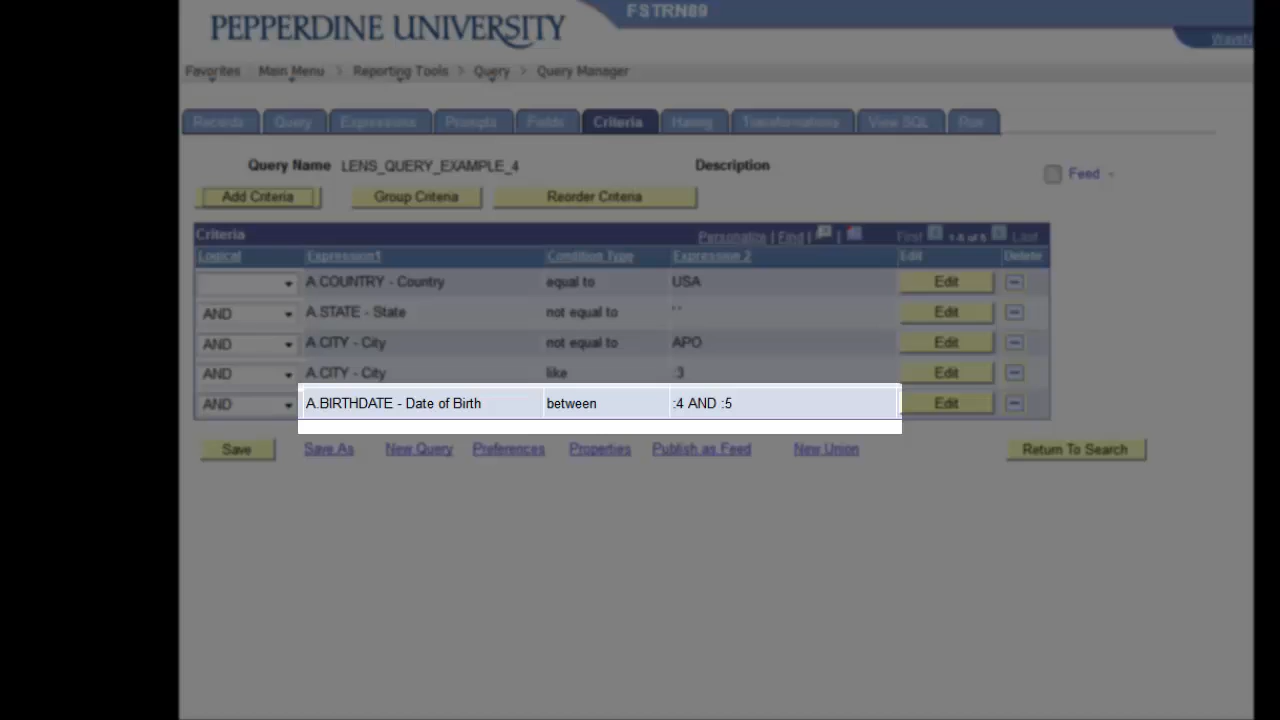 PEPPERDINE UNIVERSITY
FSTRN89
Favorites Main Menu > Reporting Tools > Query > Query Manager
Records Query Expressions Prompts Fields Criteria Having Transformations View SQL Run
Query Name LENS_QUERY_EXAMPLE_4 Description
Feed
Add Criteria Group Criteria Reorder Criteria
Criteria Personalize | Find | | First 1-5 of 5 Last
Logical Expression1 Condition Type Expression 2 Edit Delete
A.COUNTRY - Country equal to USA Edit
AND A.STATE - State not equal to ' ' Edit
AND A.CITY - City not equal to APO Edit
AND A.CITY - City like :3 Edit
AND A.BIRTHDATE - Date of Birth between :4 AND :5 Edit
Save Save As New Query Preferences Properties Publish as Feed New Union Return To Search